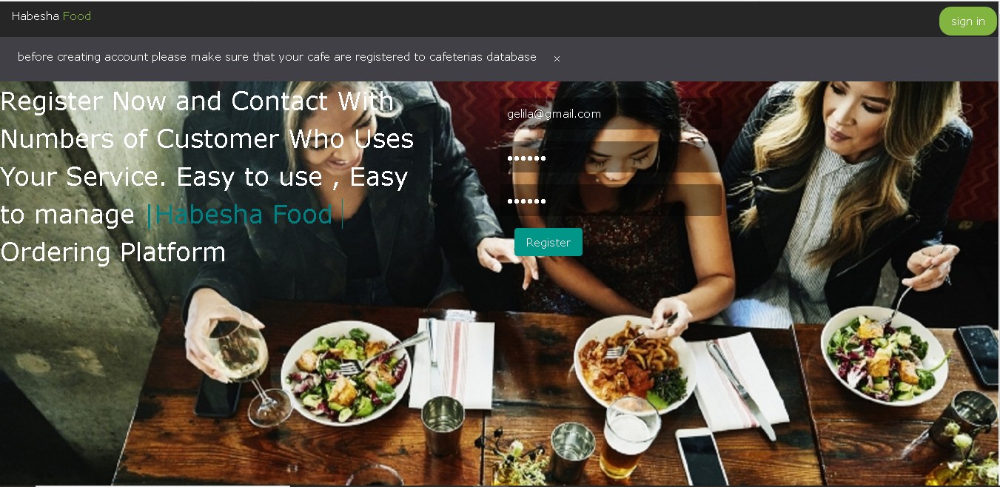 Habesha Food
sign in
before creating account please make sure that your cafe are registered to cafeterias database ×
Register Now and Contact With
Numbers of Customer Who Uses
Your Service. Easy to use , Easy
to manage |Habesha Food |
Ordering Platform
gelila@gmail.com
••••••
••••••
Register